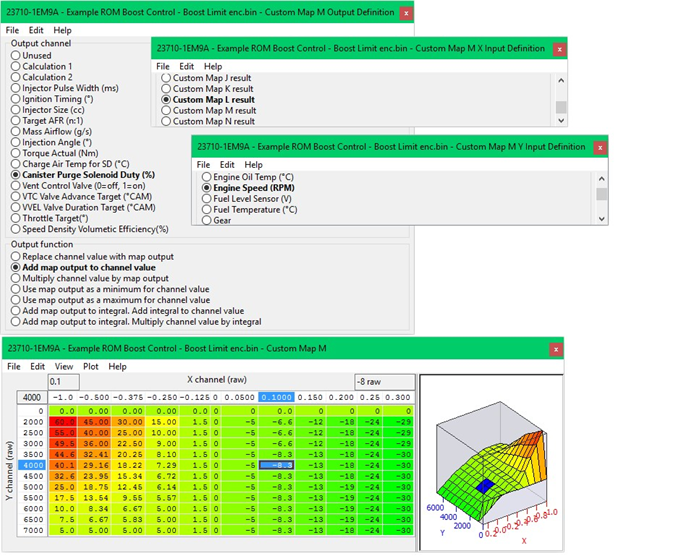 23710-1EM9A - Example ROM Boost Control - Boost Limit enc.bin - Custom Map M Output Definition
File Edit Help
Output channel
Unused
Calculation 1
Calculation 2
Injector Pulse Width (ms)
Ignition Timing (°)
Injector Size (cc)
Target AFR (n:1)
Mass Airflow (g/s)
Injection Angle (°)
Torque Actual (Nm)
Charge Air Temp for SD (°C)
Canister Purge Solenoid Duty (%)
Vent Control Valve (0=off, 1=on)
VTC Valve Advance Target (°CAM)
VVEL Valve Duration Target (°CAM)
Throttle Target(°)
Speed Density Volumetric Efficiency(%)
Output function
Replace channel value with map output
Add map output to channel value
Multiply channel value by map output
Use map output as a minimum for channel value
Use map output as a maximum for channel value
Add map output to integral. Add integral to channel value
Add map output to integral. Multiply channel value by integral
23710-1EM9A - Example ROM Boost Control - Boost Limit enc.bin - Custom Map M X Input Definition
File Edit Help
Custom Map J result
Custom Map K result
Custom Map L result
Custom Map M result
Custom Map N result
23710-1EM9A - Example ROM Boost Control - Boost Limit enc.bin - Custom Map M Y Input Definition
File Edit Help
Engine Oil Temp (°C)
Engine Speed (RPM)
Fuel Level Sensor (V)
Fuel Temperature (°C)
Gear
23710-1EM9A - Example ROM Boost Control - Boost Limit enc.bin - Custom Map M
File Edit View Plot Help
0.1 X channel (raw) -8 raw
4000 -1.0 -0.500 -0.375 -0.250 -0.125 0 0.0500 0.1000 0.150 0.200 0.25 0.300
0 0.0 0.00 0.00 0.00 0.0 0 0 0.0 0 0 0 0
2000 60.0 45.00 30.00 15.00 1.5 0 -5 -6.6 -12 -18 -24 -29
2500 55.0 40.00 25.00 10.00 1.5 0 -5 -6.6 -12 -18 -24 -29
3000 49.5 36.00 22.50 9.00 1.5 0 -5 -6.6 -12 -18 -24 -29
3500 44.6 32.41 20.25 8.10 1.5 0 -5 -8.3 -13 -18 -24 -30
4000 40.1 29.16 18.22 7.29 1.5 0 -5 -8.3 -13 -18 -24 -30
4500 32.6 23.95 15.34 6.72 1.5 0 -5 -8.3 -13 -18 -24 -30
5000 25.0 18.75 12.45 6.14 1.5 0 -5 -8.3 -13 -18 -24 -30
5500 17.5 13.54 9.55 5.57 1.5 0 -5 -8.3 -13 -18 -24 -30
6000 10.0 8.34 6.67 5.00 1.5 0 -5 -8.3 -13 -18 -24 -30
6500 7.5 6.67 5.83 5.00 1.5 0 -5 -8.3 -13 -18 -24 -30
7000 5.0 5.00 5.00 5.00 1.5 0 -5 -8.3 -13 -18 -24 -30
Y channel (raw)
6000 4000 2000 0
Y
0.2 0.0 -0.2 -0.4 -0.6 -0.8 -1.0
X